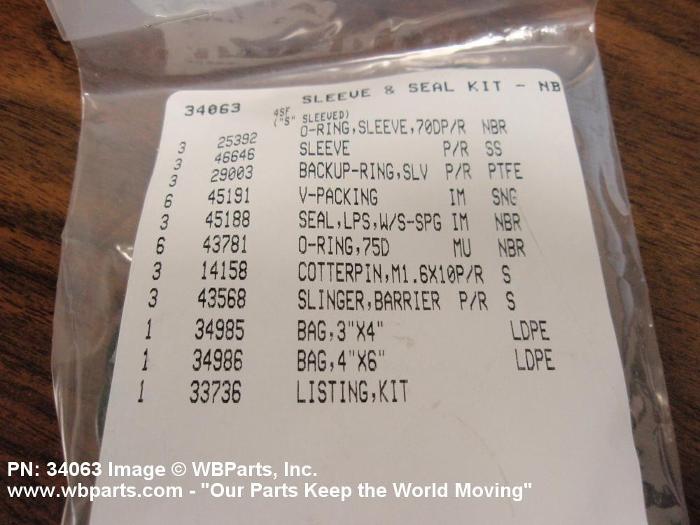 34063 SLEEVE & SEAL KIT - NB
4SF
("S" SLEEVED)
3 25392 O-RING,SLEEVE,70DP/R NBR
3 46646 SLEEVE P/R SS
3 29003 BACKUP-RING,SLV P/R PTFE
6 45191 V-PACKING IM SNG
3 45188 SEAL,LPS,W/S-SPG IM NBR
6 43781 O-RING,75D MU NBR
3 14158 COTTERPIN,M1.6X10P/R S
3 43568 SLINGER,BARRIER P/R S
1 34985 BAG,3"X4" LDPE
1 34986 BAG,4"X6" LDPE
1 33736 LISTING,KIT
PN: 34063 Image © WBParts, Inc.
www.wbparts.com - "Our Parts Keep the World Moving"